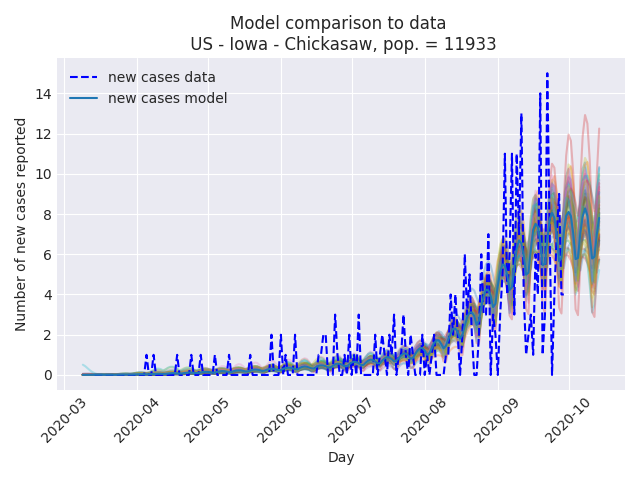 Model comparison to data
US - Iowa - Chickasaw, pop. = 11933
new cases data
new cases model
Number of new cases reported
14
12
10
8
6
4
2
0
2020-03
2020-04
2020-05
2020-06
2020-07
2020-08
2020-09
2020-10
Day